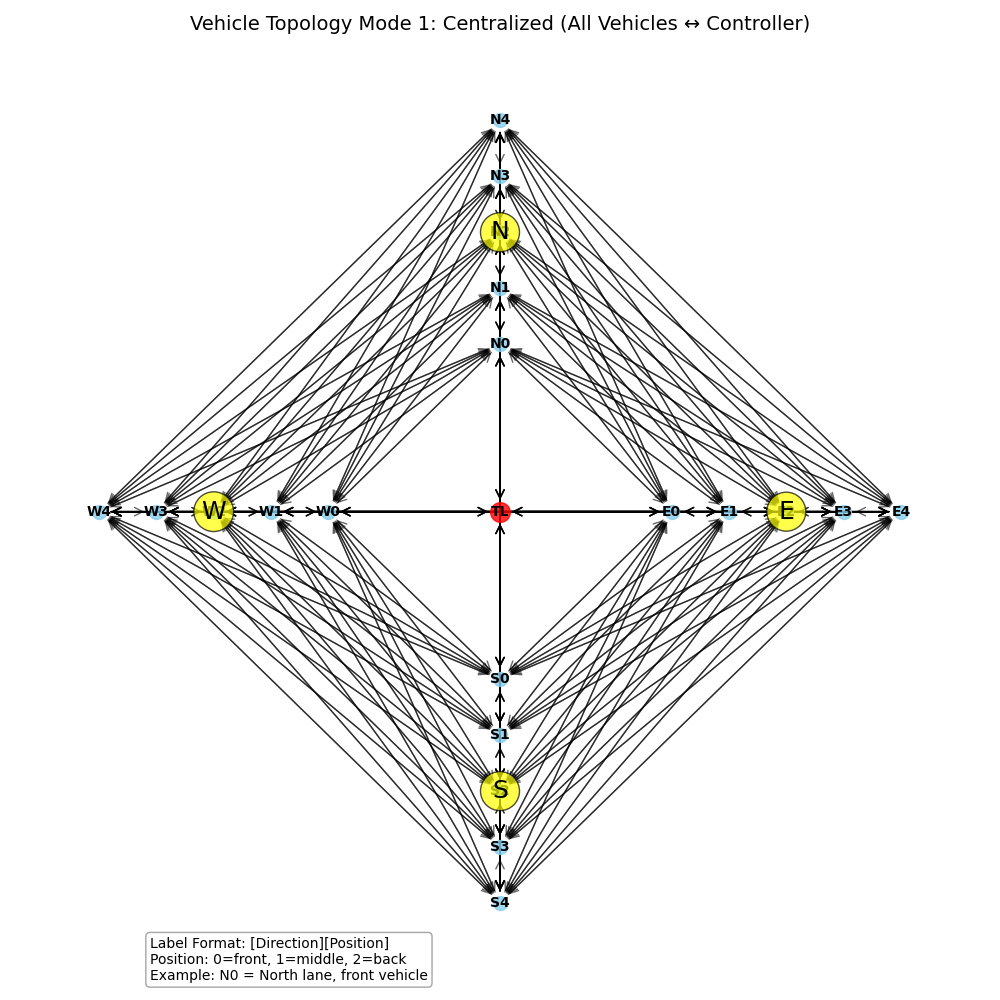 Vehicle Topology Mode 1: Centralized (All Vehicles ↔ Controller)
N4
N3
N
N1
N0
W4 W3 W W1 W0 TL E0 E1 E E3 E4
S0
S1
S
S3
S4
Label Format: [Direction][Position]
Position: 0=front, 1=middle, 2=back
Example: N0 = North lane, front vehicle